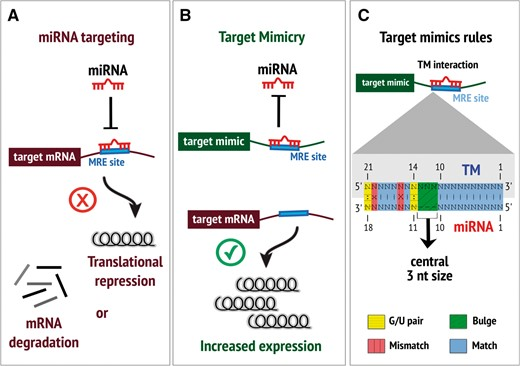 A
miRNA targeting
miRNA
target mRNA
MRE site
X
Translational
repression
or
mRNA
degradation
B
Target Mimicry
miRNA
target mimic
MRE site
target mRNA
Increased expression
C
Target mimics rules
TM interaction
target mimic
MRE site
TM
21 14 10 1
5' 3'
3' 5'
18 11 10 1
miRNA
central
3 nt size
G/U pair
Bulge
Mismatch
Match